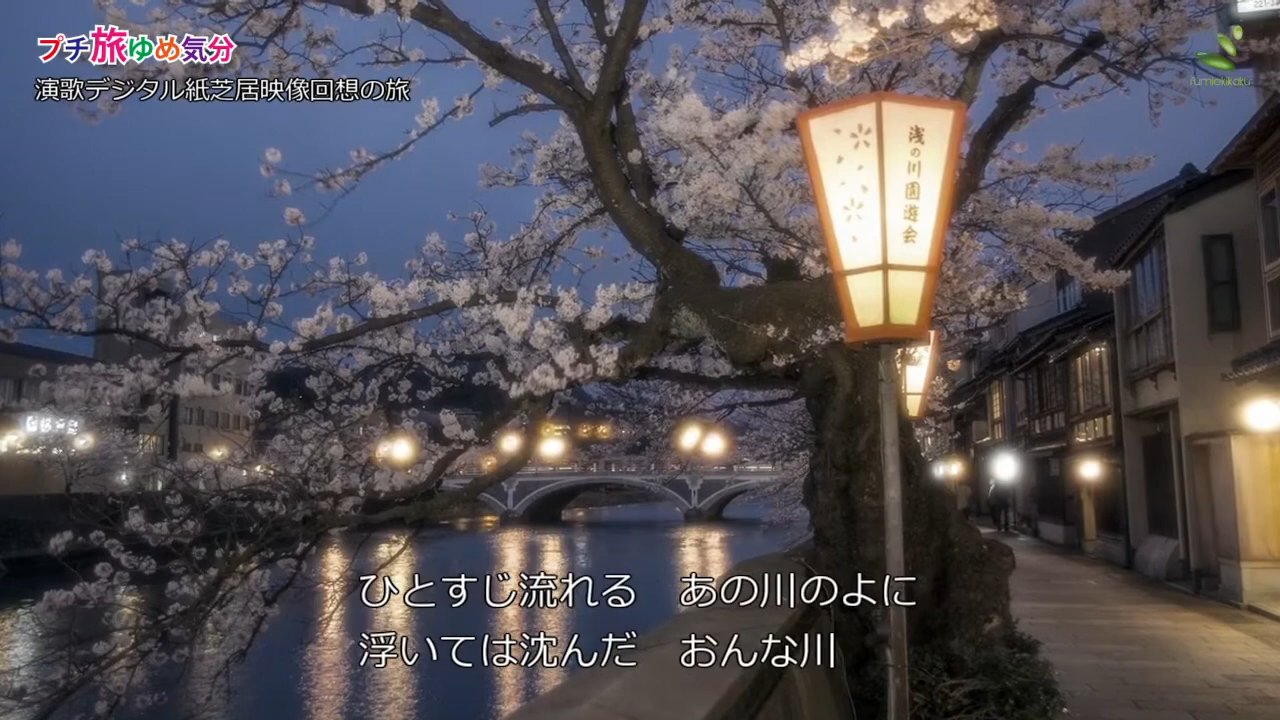 プチ旅ゆめ気分
演歌デジタル紙芝居映像回想の旅
fumiekikaku
浅の川園遊会
ひとすじ流れる　あの川のよに
浮いては沈んだ　おんな川